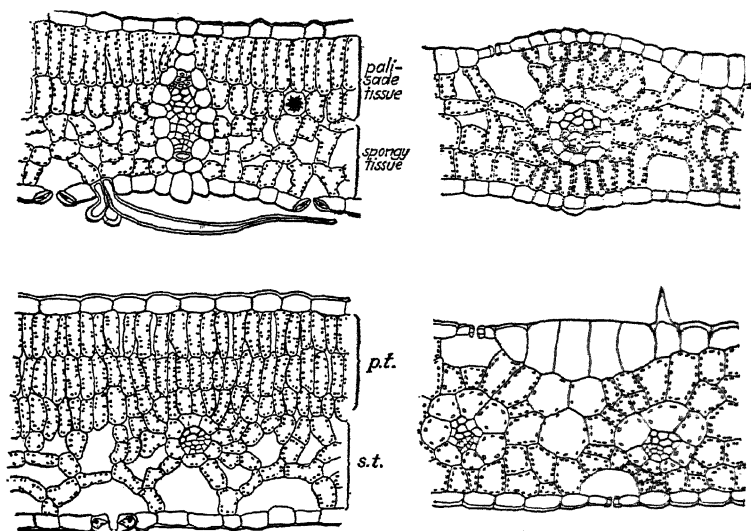 pali-
sade
tissue
spongy
tissue
p.t.
s.t.